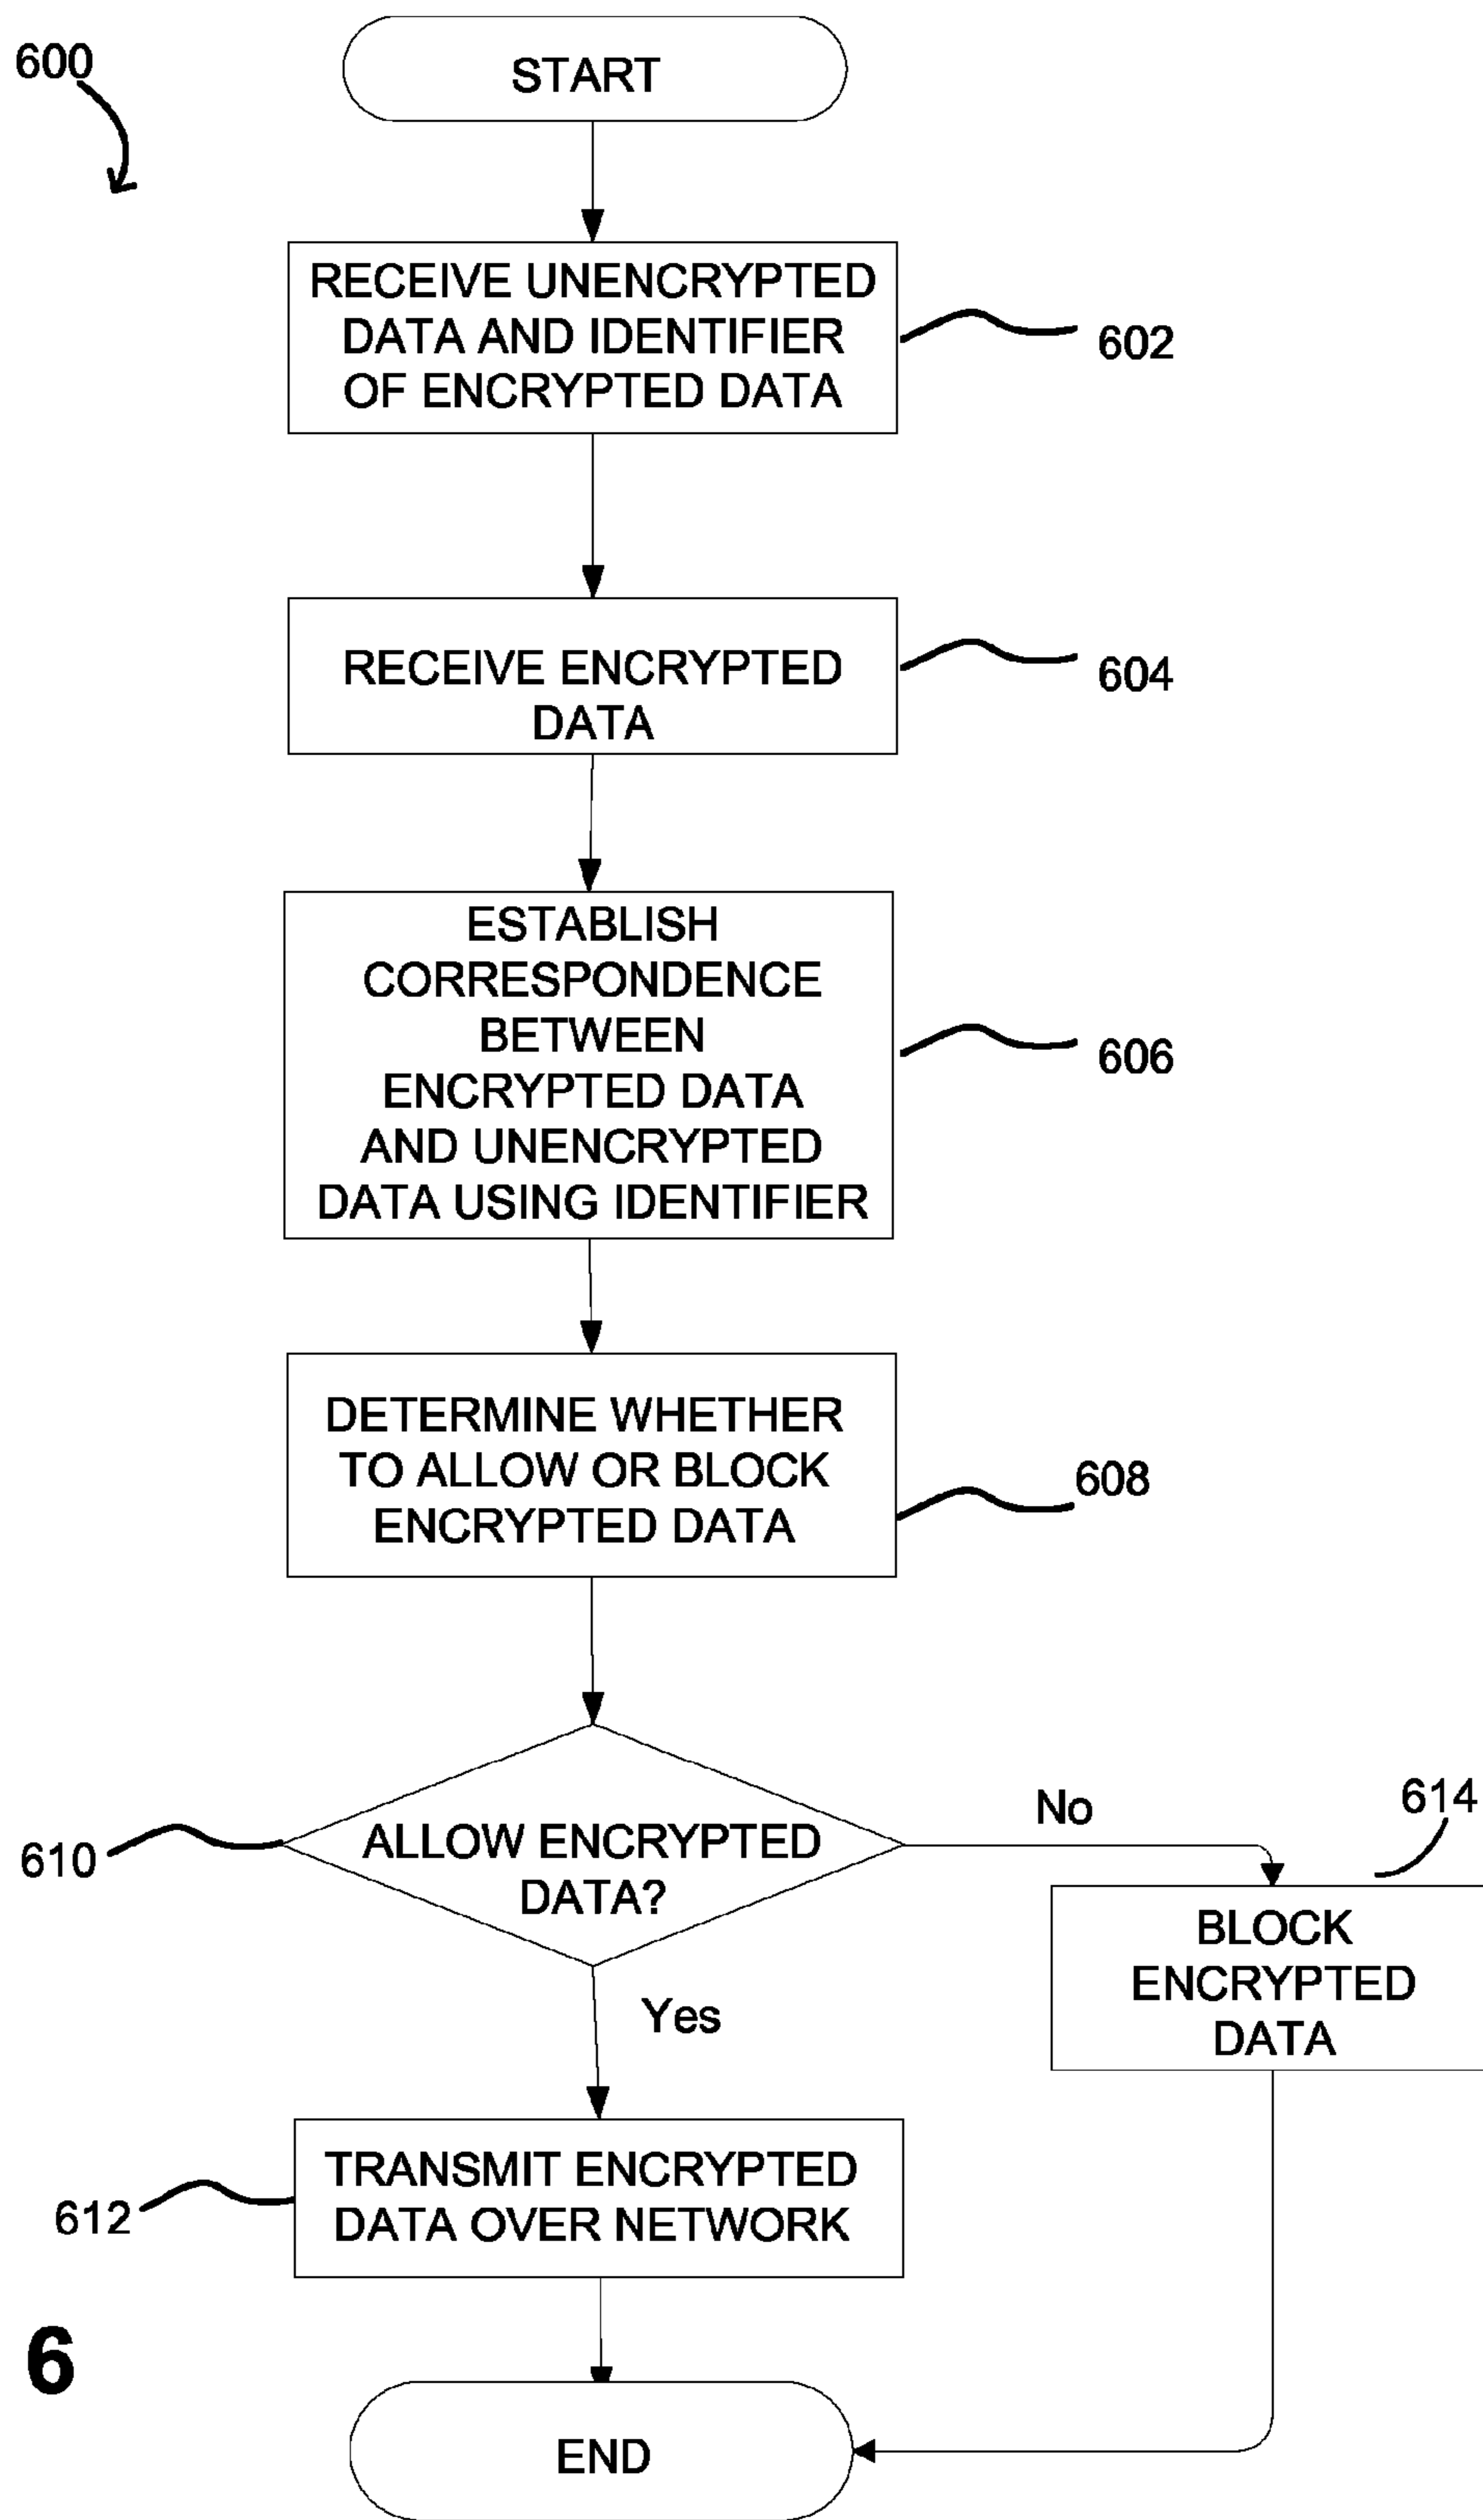 600
START
RECEIVE UNENCRYPTED
DATA AND IDENTIFIER
OF ENCRYPTED DATA
602
RECEIVE ENCRYPTED
DATA
604
ESTABLISH
CORRESPONDENCE
BETWEEN
ENCRYPTED DATA
AND UNENCRYPTED
DATA USING IDENTIFIER
606
DETERMINE WHETHER
TO ALLOW OR BLOCK
ENCRYPTED DATA
608
610
ALLOW ENCRYPTED
DATA?
No
614
BLOCK
ENCRYPTED
DATA
Yes
612
TRANSMIT ENCRYPTED
DATA OVER NETWORK
6
END